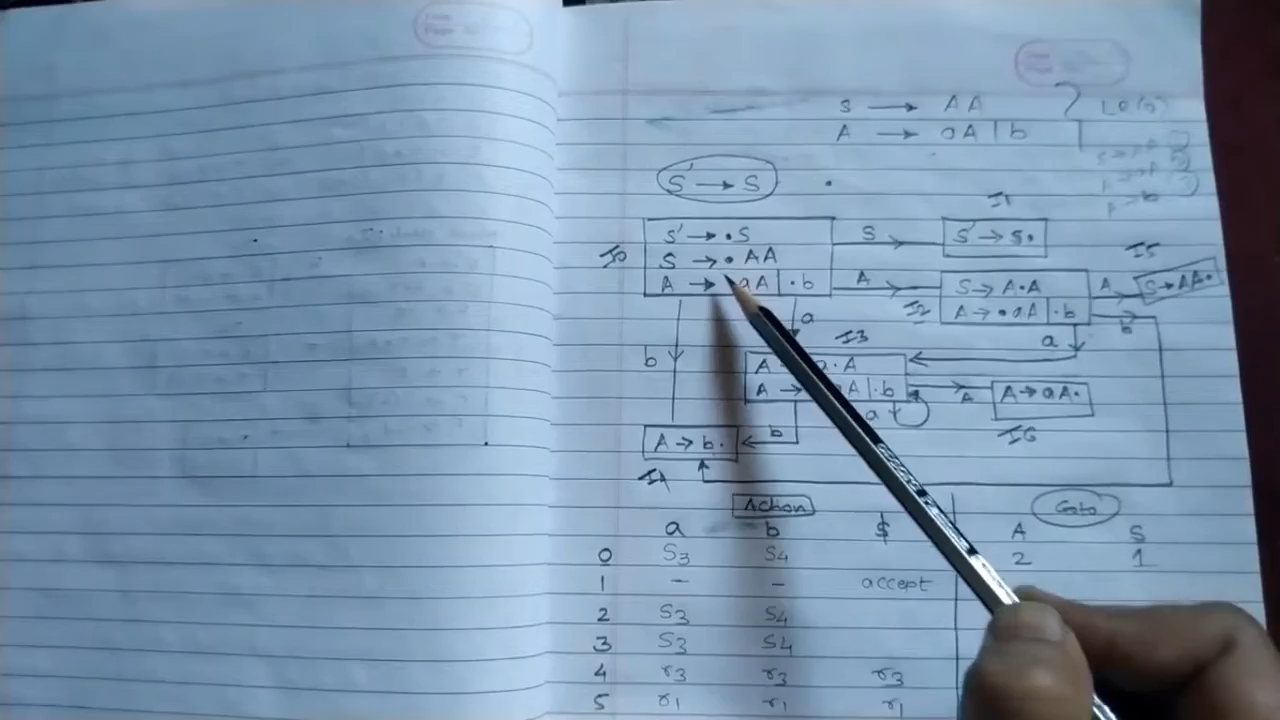 S → AA LR(0)
A → aA | b
S' → S
I1
S' → .S S S' → S.
I0 S → .AA I5
A → aA | .b A S → A.A A S → AA.
I2 A → .aA | .b b
a I3 a
b A a.A
A → aA | .b A A → aA.
a I6
A → b. b
I4
Action Goto
a b $ A S
0 S3 S4 2 1
1 – – accept
2 S3 S4
3 S3 S4
4 r3 r3 r3
5 r1 r1 r1